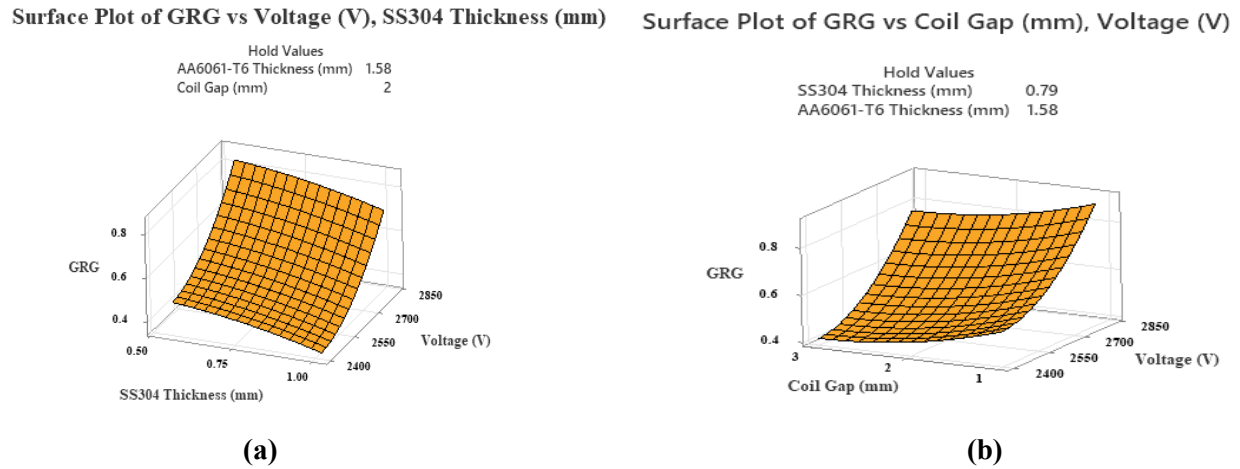 Surface Plot of GRG vs Voltage (V), SS304 Thickness (mm)
Hold Values
AA6061-T6 Thickness (mm) 1.58
Coil Gap (mm) 2
0.8
GRG
0.6
0.4
0.50
0.75
1.00
SS304 Thickness (mm)
2850
2700
2550
2400
Voltage (V)
(a)
Surface Plot of GRG vs Coil Gap (mm), Voltage (V)
Hold Values
SS304 Thickness (mm) 0.79
AA6061-T6 Thickness (mm) 1.58
0.8
GRG
0.6
0.4
3
2
1
Coil Gap (mm)
2850
2700
2550
2400
Voltage (V)
(b)